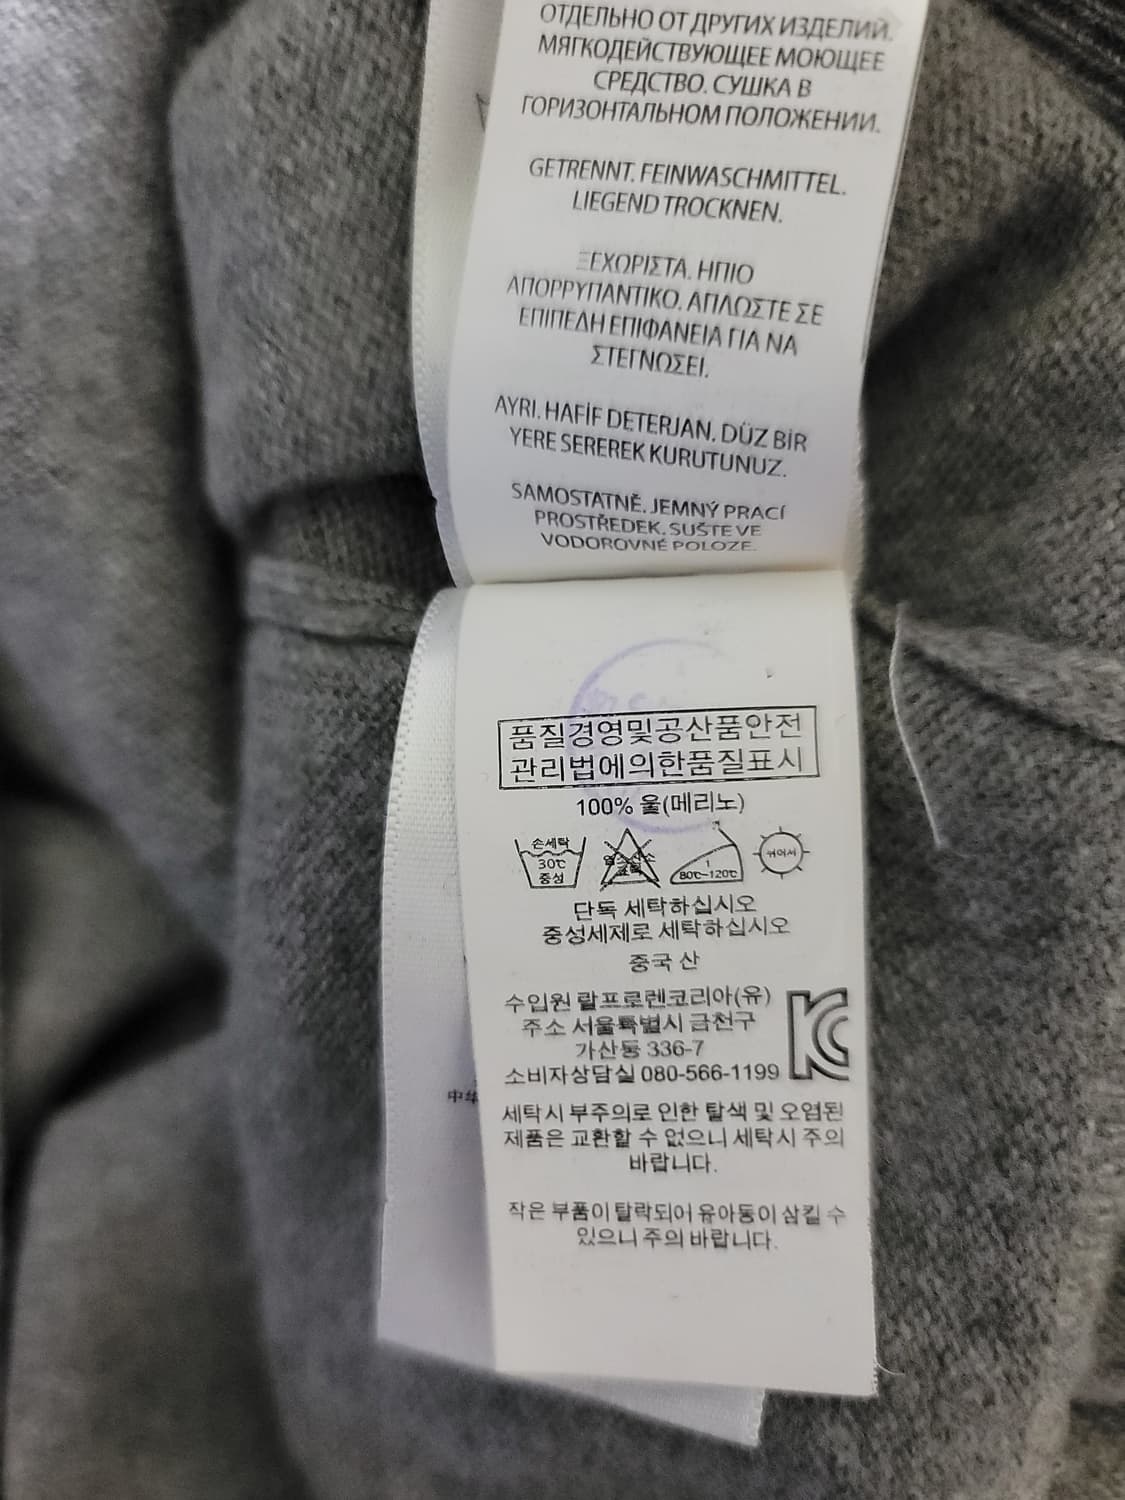 ОТДЕЛЬНО ОТ ДРУГИХ ИЗДЕЛИЙ.
МЯГКОДЕЙСТВУЮЩЕЕ МОЮЩЕЕ
СРЕДСТВО. СУШКА В
ГОРИЗОНТАЛЬНОМ ПОЛОЖЕНИИ.
GETRENNT. FEINWASCHMITTEL.
LIEGEND TROCKNEN.
ΞΕΧΩΡΙΣΤΑ. ΗΠΙΟ
ΑΠΟΡΡΥΠΑΝΤΙΚΟ. ΑΠΛΩΣΤΕ ΣΕ
ΕΠΙΠΕΔΗ ΕΠΙΦΑΝΕΙΑ ΓΙΑ ΝΑ
ΣΤΕΓΝΩΣΕΙ.
AYRI. HAFİF DETERJAN. DÜZ BİR
YERE SEREREK KURUTUNUZ.
SAMOSTATNĚ. JEMNÝ PRACÍ
PROSTŘEDEK. SUŠTE VE
VODOROVNÉ POLOZE.
품질경영및공산품안전
관리법에의한품질표시
100% 울(메리노)
손세탁
30℃
중성
1
80℃~120℃
뉘어서
단독 세탁하십시오
중성세제로 세탁하십시오
중국 산
수입원 랄프로렌코리아(유)
주소 서울특별시 금천구
가산동 336-7
소비자상담실 080-566-1199
KC
中华
세탁시 부주의로 인한 탈색 및 오염된
제품은 교환할 수 없으니 세탁시 주의
바랍니다.
작은 부품이 탈락되어 유아동이 삼킬 수
있으니 주의 바랍니다.